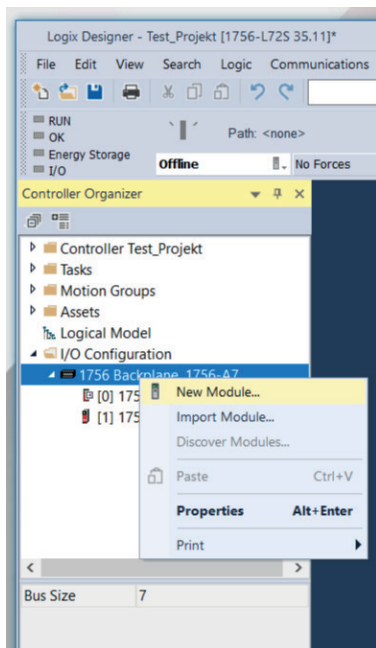 Logix Designer - Test_Projekt [1756-L72S 35.11]*
File Edit View Search Logic Communications
RUN
OK
Energy Storage
I/O
Path: <none>
Offline
No Forces
Controller Organizer
Controller Test_Projekt
Tasks
Motion Groups
Assets
Logical Model
I/O Configuration
1756 Backplane, 1756-A7
[0] 175
[1] 175
New Module...
Import Module...
Discover Modules...
Paste Ctrl+V
Properties Alt+Enter
Print
Bus Size 7